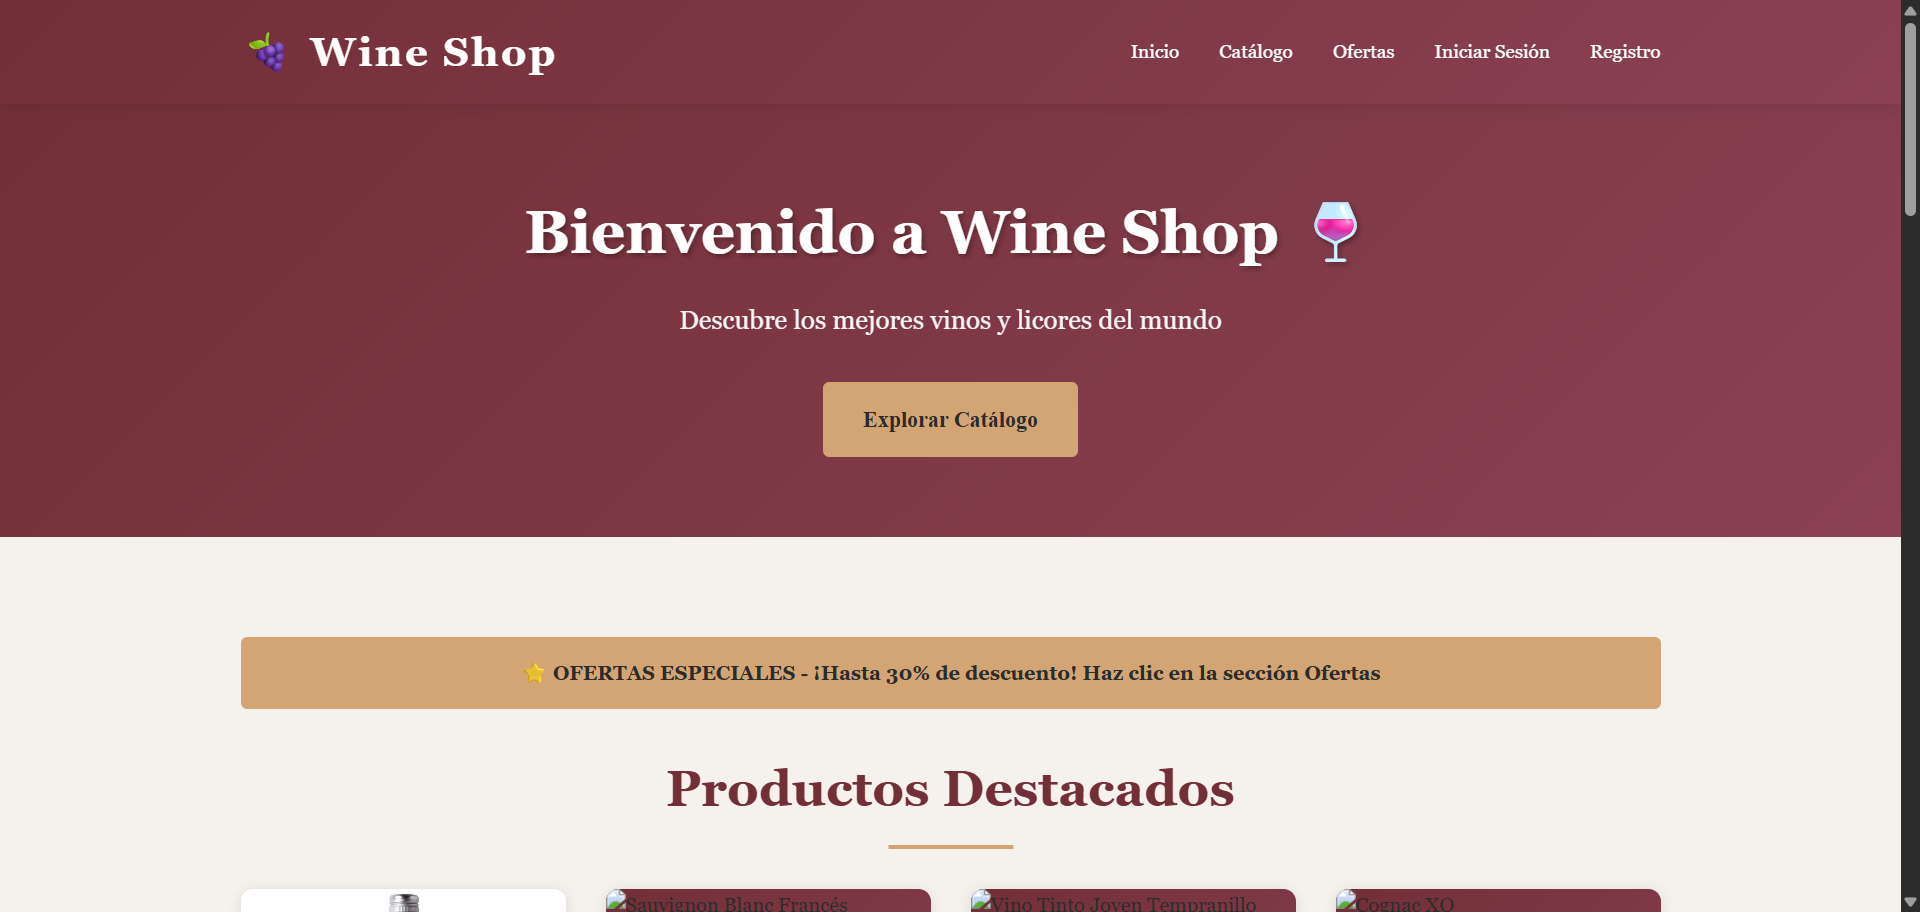 Wine Shop
Inicio
Catálogo
Ofertas
Iniciar Sesión
Registro
Bienvenido a Wine Shop
Descubre los mejores vinos y licores del mundo
Explorar Catálogo
OFERTAS ESPECIALES - ¡Hasta 30% de descuento! Haz clic en la sección Ofertas
Productos Destacados
Sauvignon Blanc Francés
Vino Tinto Joven Tempranillo
Cognac XO